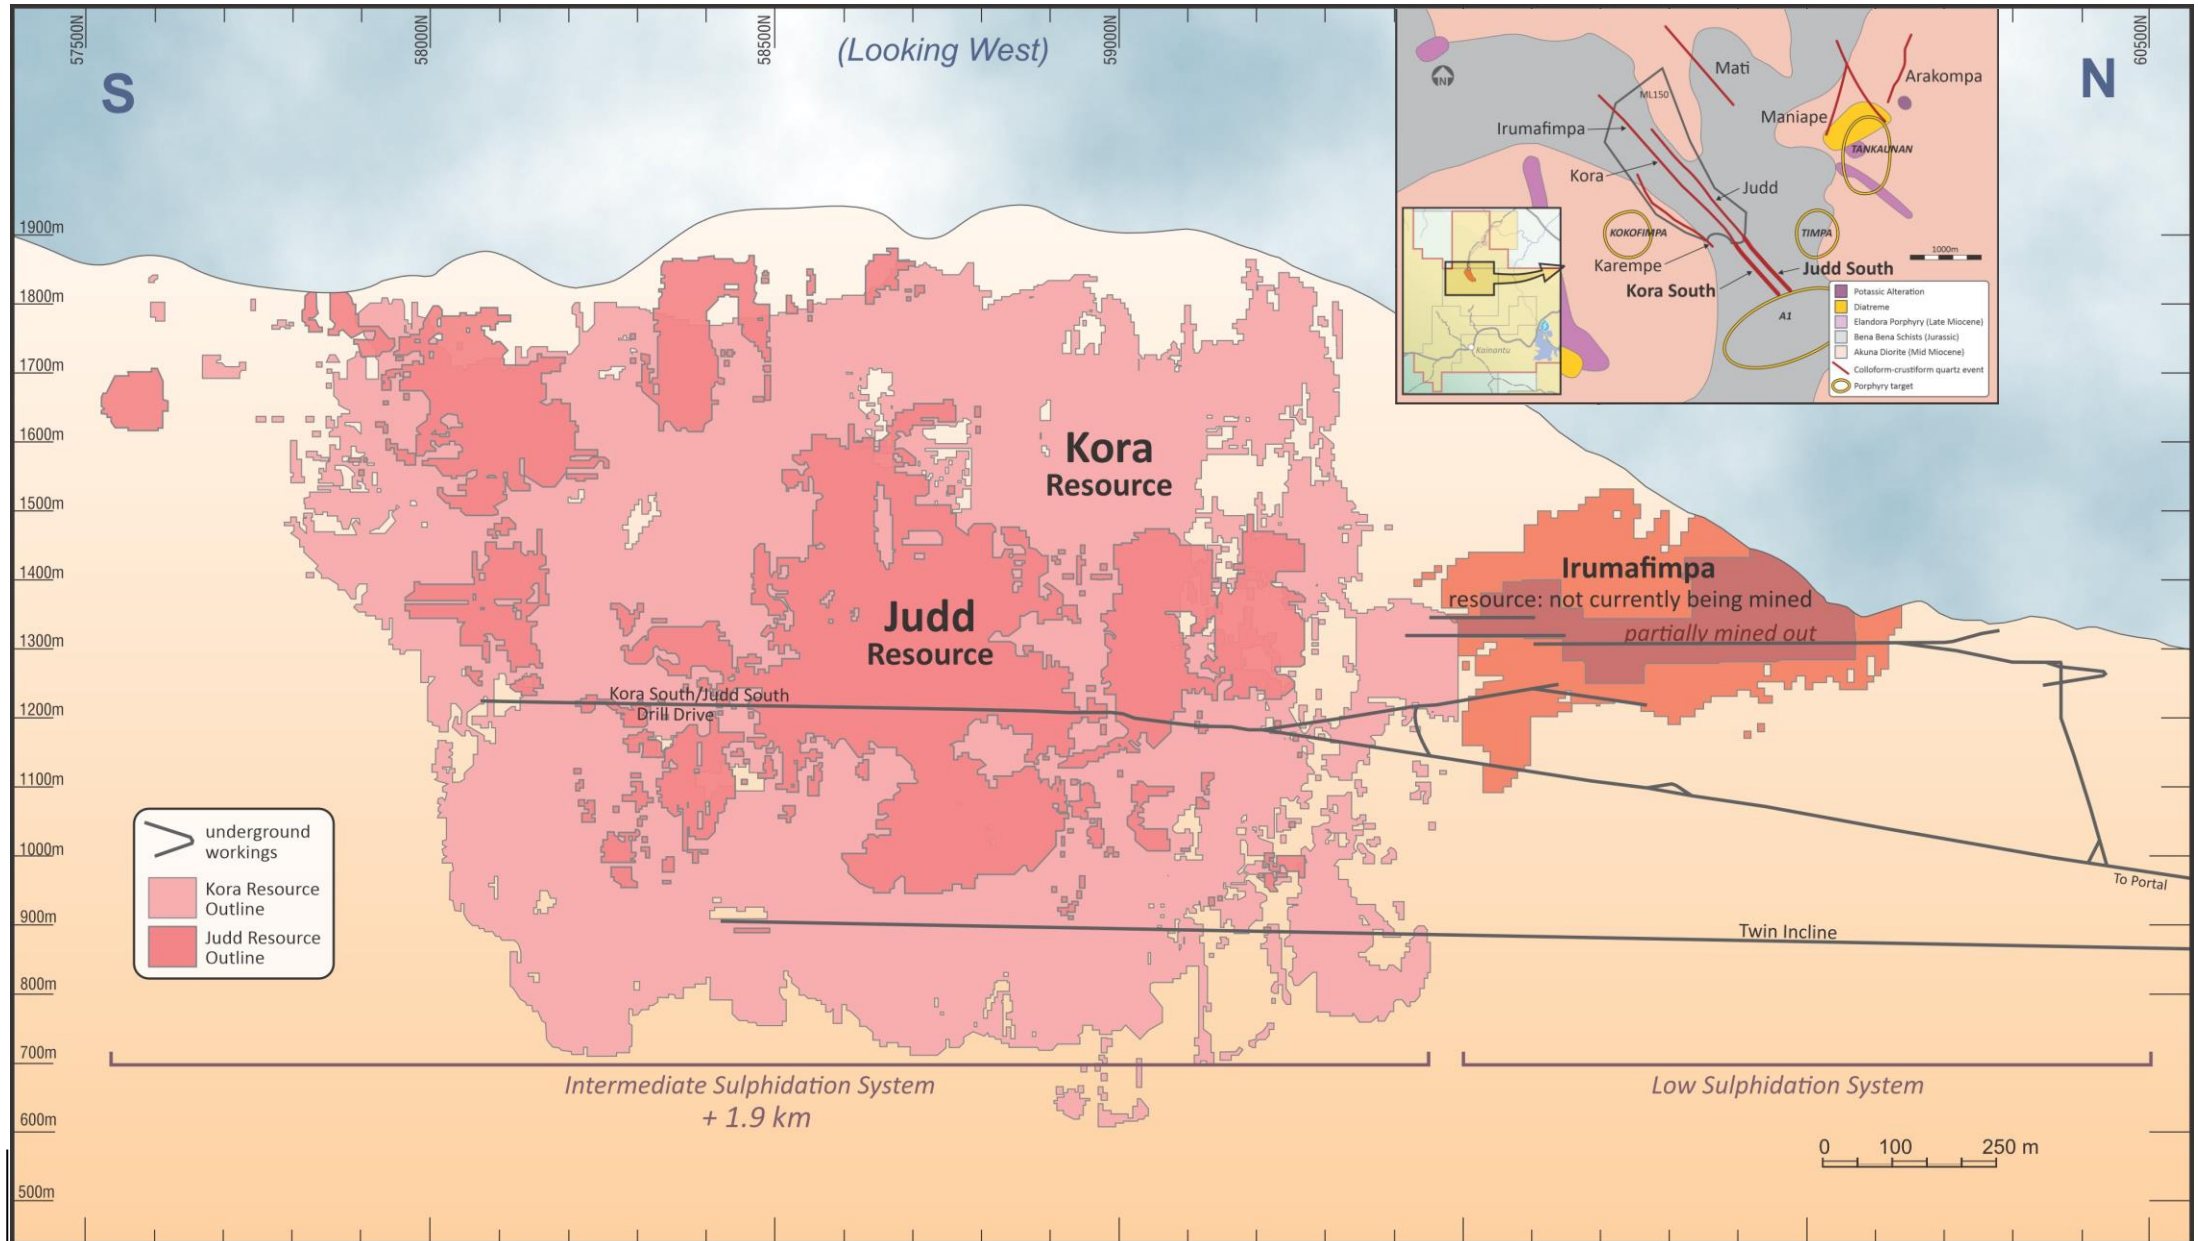 57500N
58000N
58500N
59000N
60500N
(Looking West)
S
N
1900m
1800m
1700m
1600m
1500m
1400m
1300m
1200m
1100m
1000m
900m
800m
700m
600m
500m
Kora
Resource
Judd
Resource
Irumafimpa
resource: not currently being mined
partially mined out
Kora South/Judd South
Drill Drive
To Portal
Twin Incline
underground
workings
Kora Resource
Outline
Judd Resource
Outline
Intermediate Sulphidation System
+ 1.9 km
Low Sulphidation System
0 100 250 m
N
Mati
Arakompa
ML150
Maniape
Irumafimpa
TANKAUNAN
Kora
Judd
KOKOFIMPA
TIMPA
1000m
Karempe
Judd South
Kora South
A1
Kainantu
Potassic Alteration
Diatreme
Elandora Porphyry (Late Miocene)
Bena Bena Schists (Jurassic)
Akuna Diorite (Mid Miocene)
Colloform-crustiform quartz event
Porphyry target